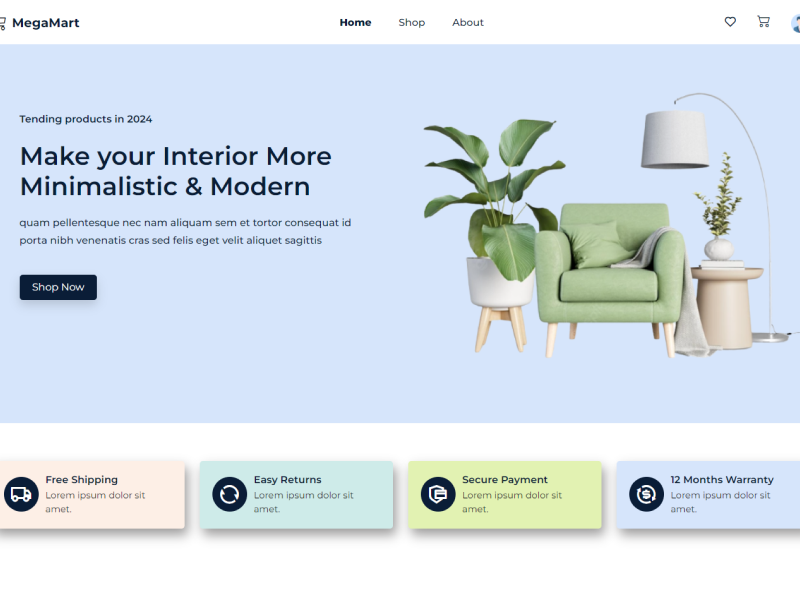 MegaMart
Home
Shop
About
Tending products in 2024
Make your Interior More
Minimalistic & Modern
quam pellentesque nec nam aliquam sem et tortor consequat id
porta nibh venenatis cras sed felis eget velit aliquet sagittis
Shop Now
Free Shipping
Lorem ipsum dolor sit
amet.
Easy Returns
Lorem ipsum dolor sit
amet.
Secure Payment
Lorem ipsum dolor sit
amet.
12 Months Warranty
Lorem ipsum dolor sit
amet.